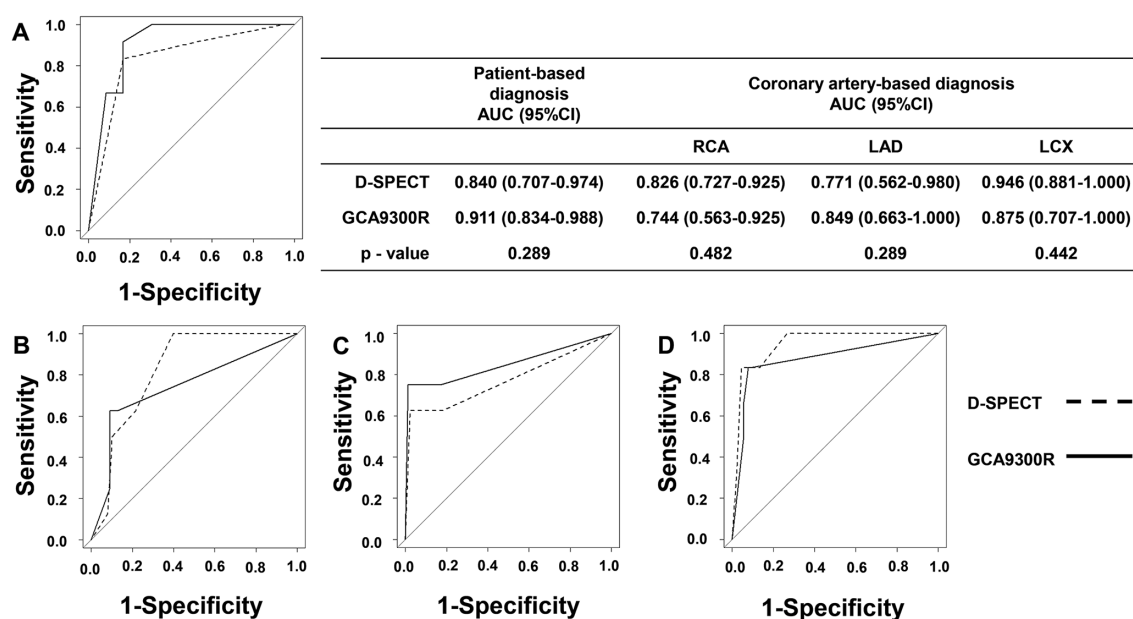 A
Sensitivity
1.0
0.8
0.6
0.4
0.2
0.0
0.0 0.2 0.4 0.6 0.8 1.0
1-Specificity
Patient-based
diagnosis
AUC (95%CI)
Coronary artery-based diagnosis
AUC (95%CI)
RCA LAD LCX
D-SPECT 0.840 (0.707-0.974) 0.826 (0.727-0.925) 0.771 (0.562-0.980) 0.946 (0.881-1.000)
GCA9300R 0.911 (0.834-0.988) 0.744 (0.563-0.925) 0.849 (0.663-1.000) 0.875 (0.707-1.000)
p - value 0.289 0.482 0.289 0.442
B
Sensitivity
1.0
0.8
0.6
0.4
0.2
0.0
0.0 0.2 0.4 0.6 0.8 1.0
1-Specificity
C
Sensitivity
1.0
0.8
0.6
0.4
0.2
0.0
0.0 0.2 0.4 0.6 0.8 1.0
1-Specificity
D
Sensitivity
1.0
0.8
0.6
0.4
0.2
0.0
0.0 0.2 0.4 0.6 0.8 1.0
1-Specificity
D-SPECT
GCA9300R